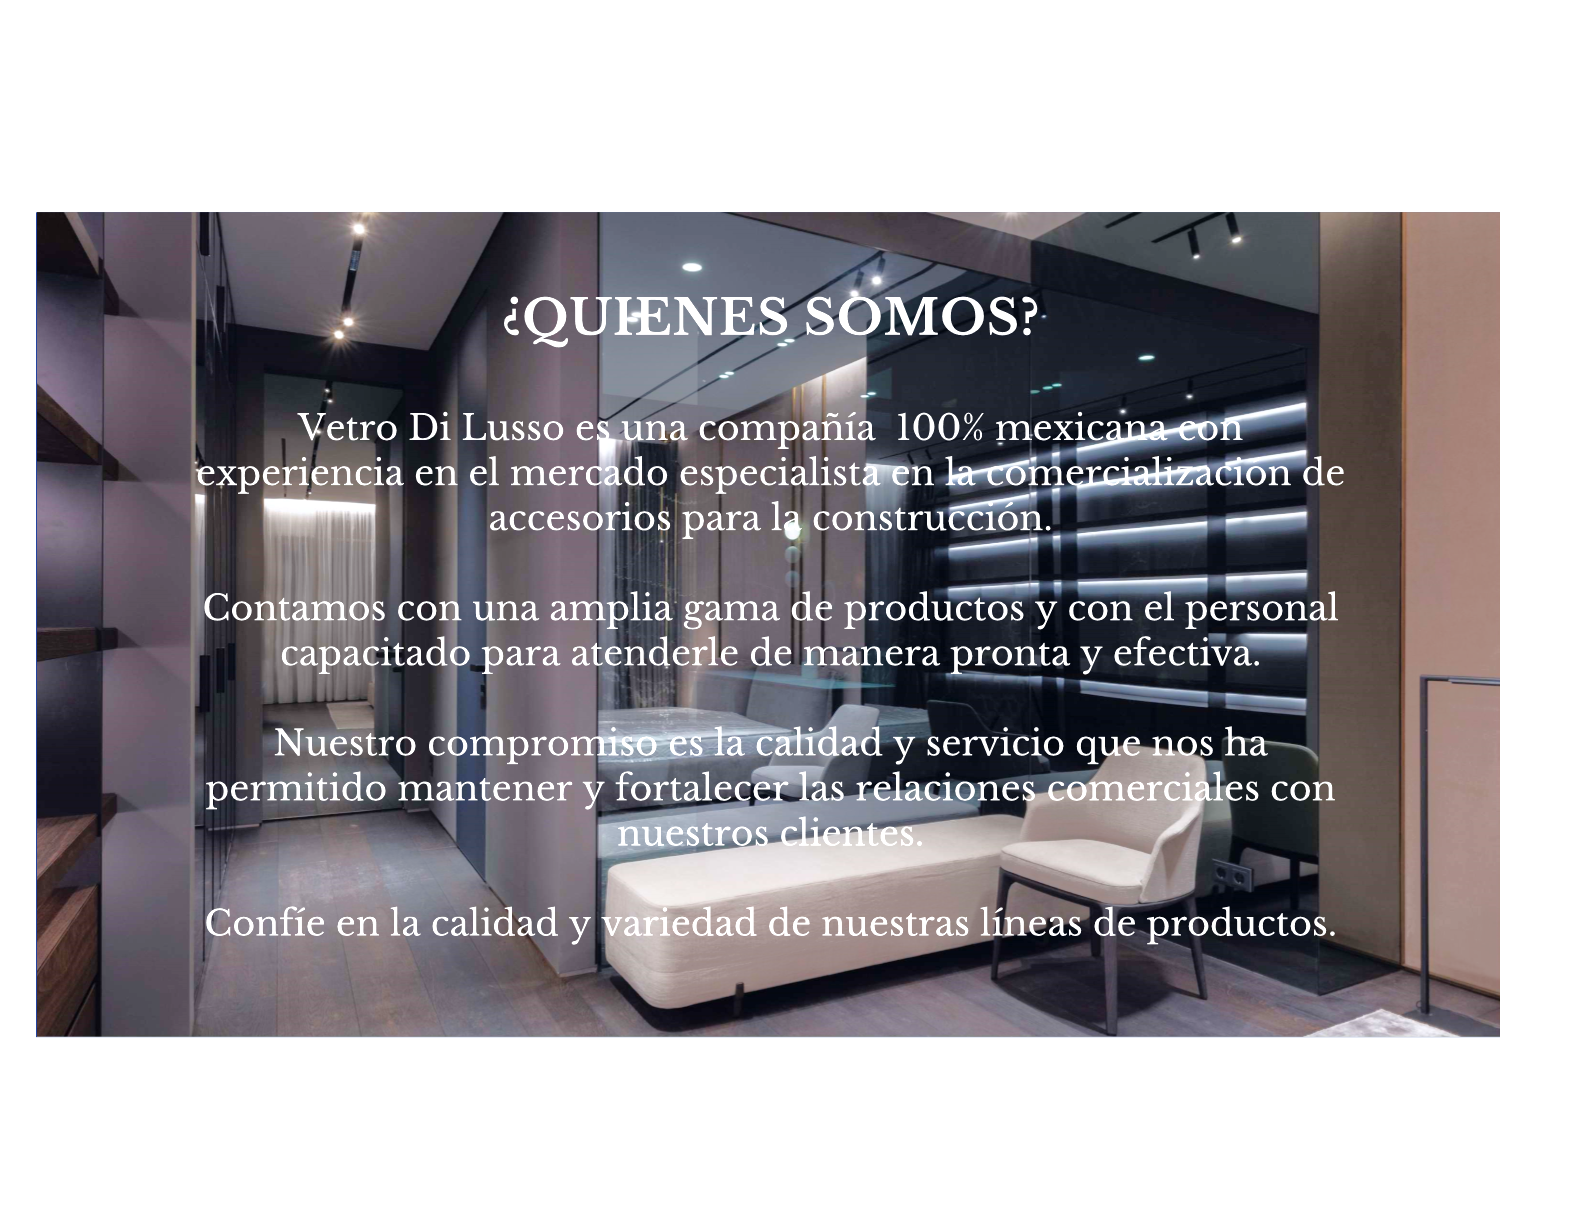 ¿QUIENES SOMOS?
Vetro Di Lusso es una compañía  100% mexicana con
experiencia en el mercado especialista en la comercialización de
accesorios para la construcción.
Contamos con una amplia gama de productos y con el personal
capacitado para atenderle de manera pronta y efectiva.
Nuestro compromiso es la calidad y servicio que nos ha
permitido mantener y fortalecer las relaciones comerciales con
nuestros clientes.
Confíe en la calidad y variedad de nuestras líneas de productos.